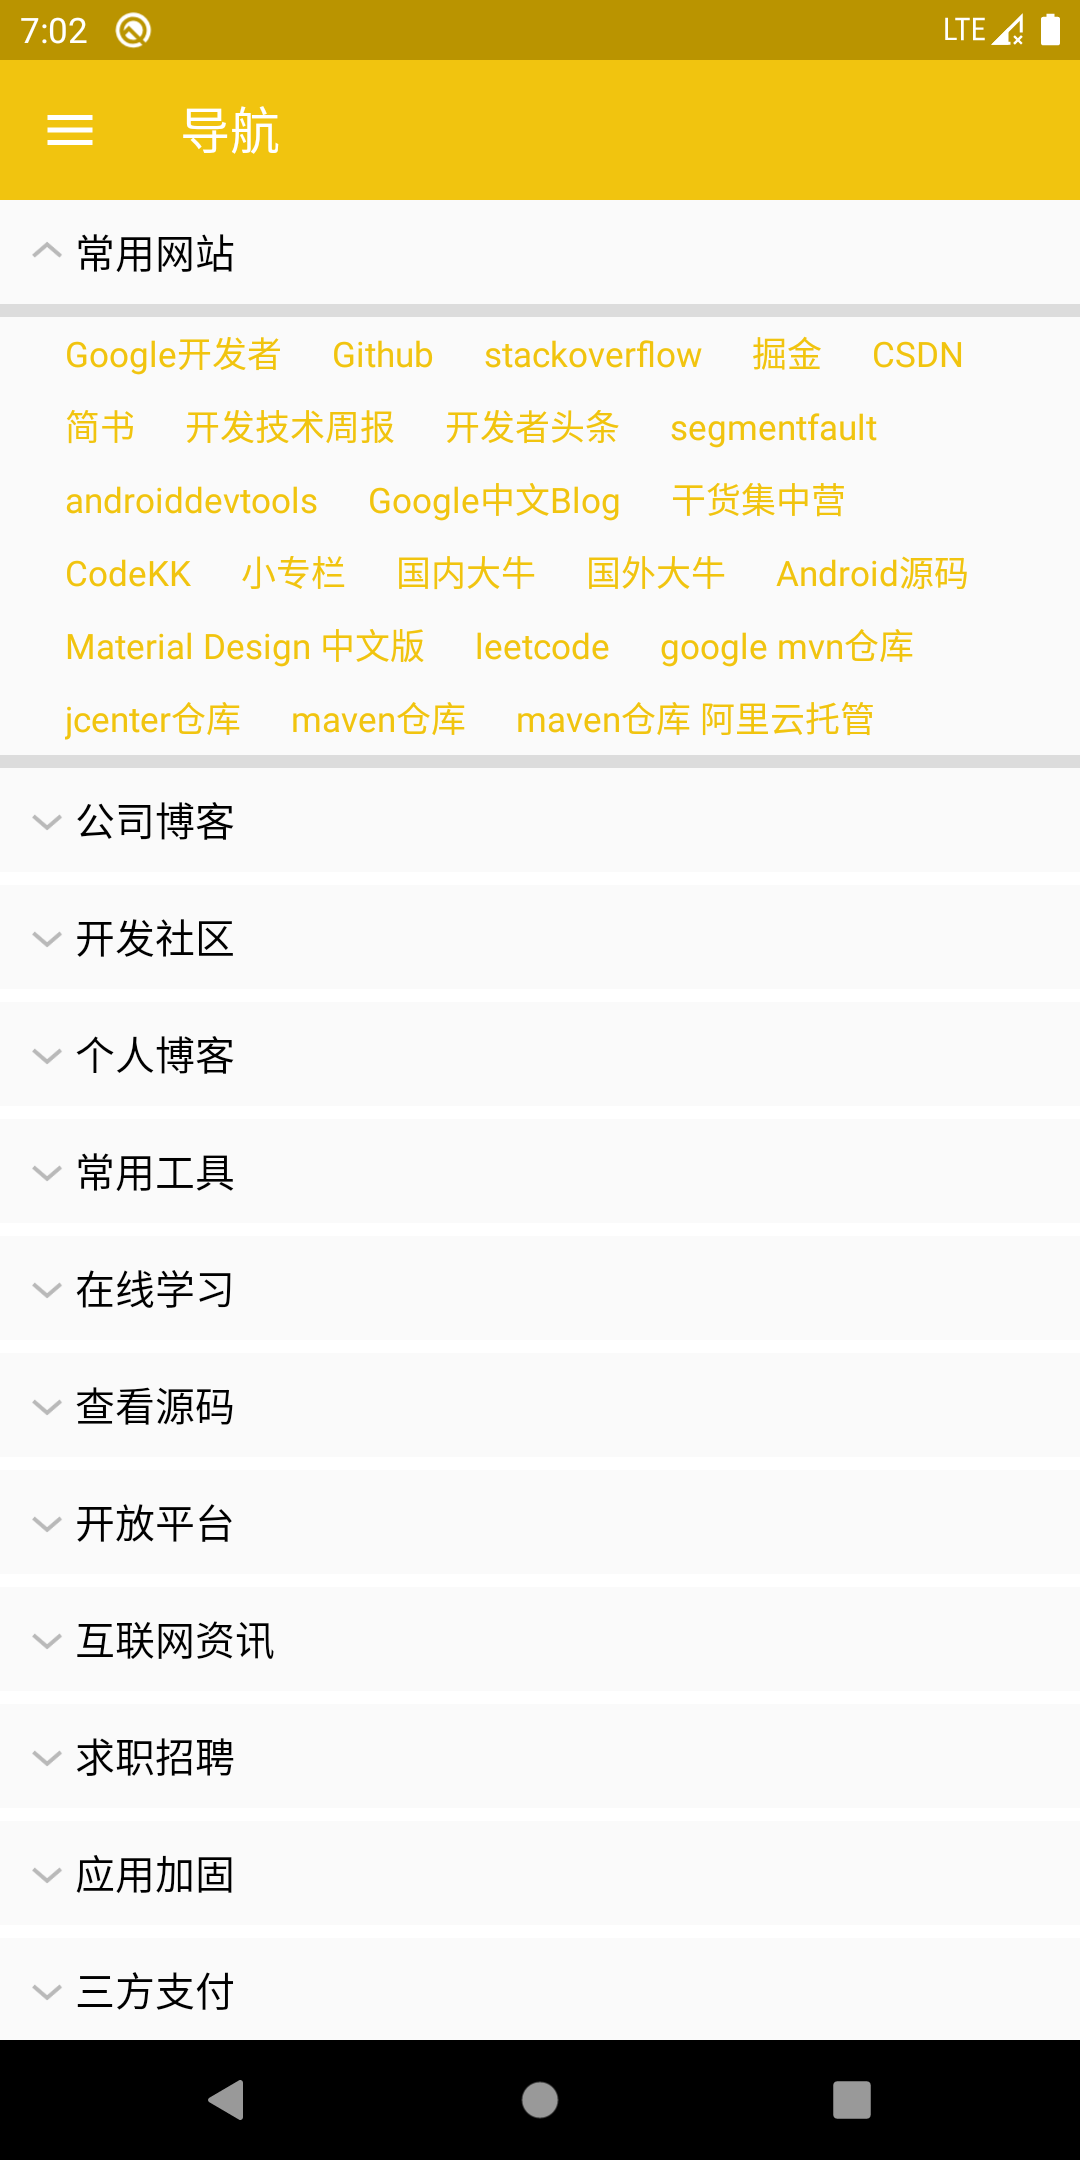 7:02 LTE
导航
常用网站
Google开发者 Github stackoverflow 掘金 CSDN
简书 开发技术周报 开发者头条 segmentfault
androiddevtools Google中文Blog 干货集中营
CodeKK 小专栏 国内大牛 国外大牛 Android源码
Material Design 中文版 leetcode google mvn仓库
jcenter仓库 maven仓库 maven仓库 阿里云托管
公司博客
开发社区
个人博客
常用工具
在线学习
查看源码
开放平台
互联网资讯
求职招聘
应用加固
三方支付